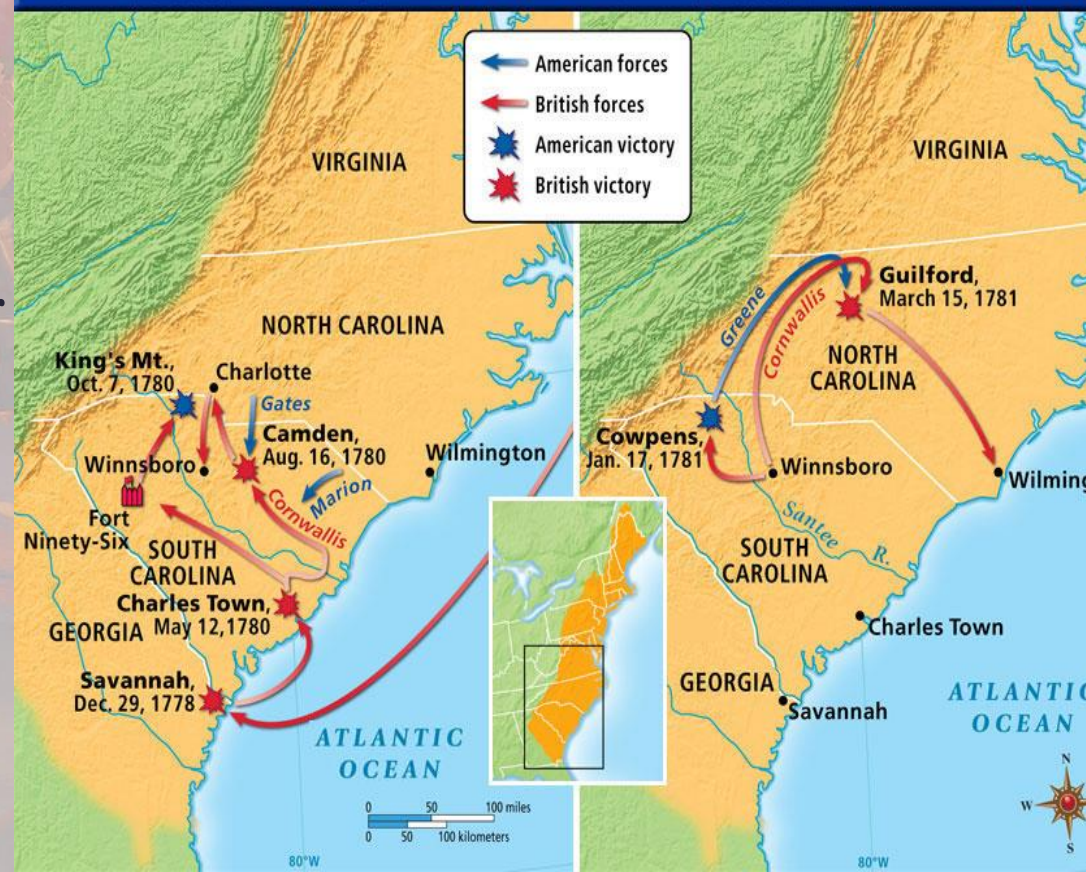 American forces
British forces
American victory
British victory
VIRGINIA
NORTH CAROLINA
King's Mt.,
Oct. 7, 1780
Charlotte
Gates
Camden,
Aug. 16, 1780
Wilmington
Winnsboro
Marion
Cornwallis
Fort
Ninety-Six
SOUTH
CAROLINA
Charles Town,
May 12,1780
GEORGIA
Savannah,
Dec. 29, 1778
ATLANTIC
OCEAN
0 50 100 miles
0 50 100 kilometers
80°W
VIRGINIA
Guilford,
March 15, 1781
Greene
Cornwallis
NORTH
CAROLINA
Cowpens,
Jan. 17, 1781
Winnsboro
Wilming
Santee R.
SOUTH
CAROLINA
Charles Town
GEORGIA
Savannah
ATLANTIC
OCEAN
N
W
S
80°W